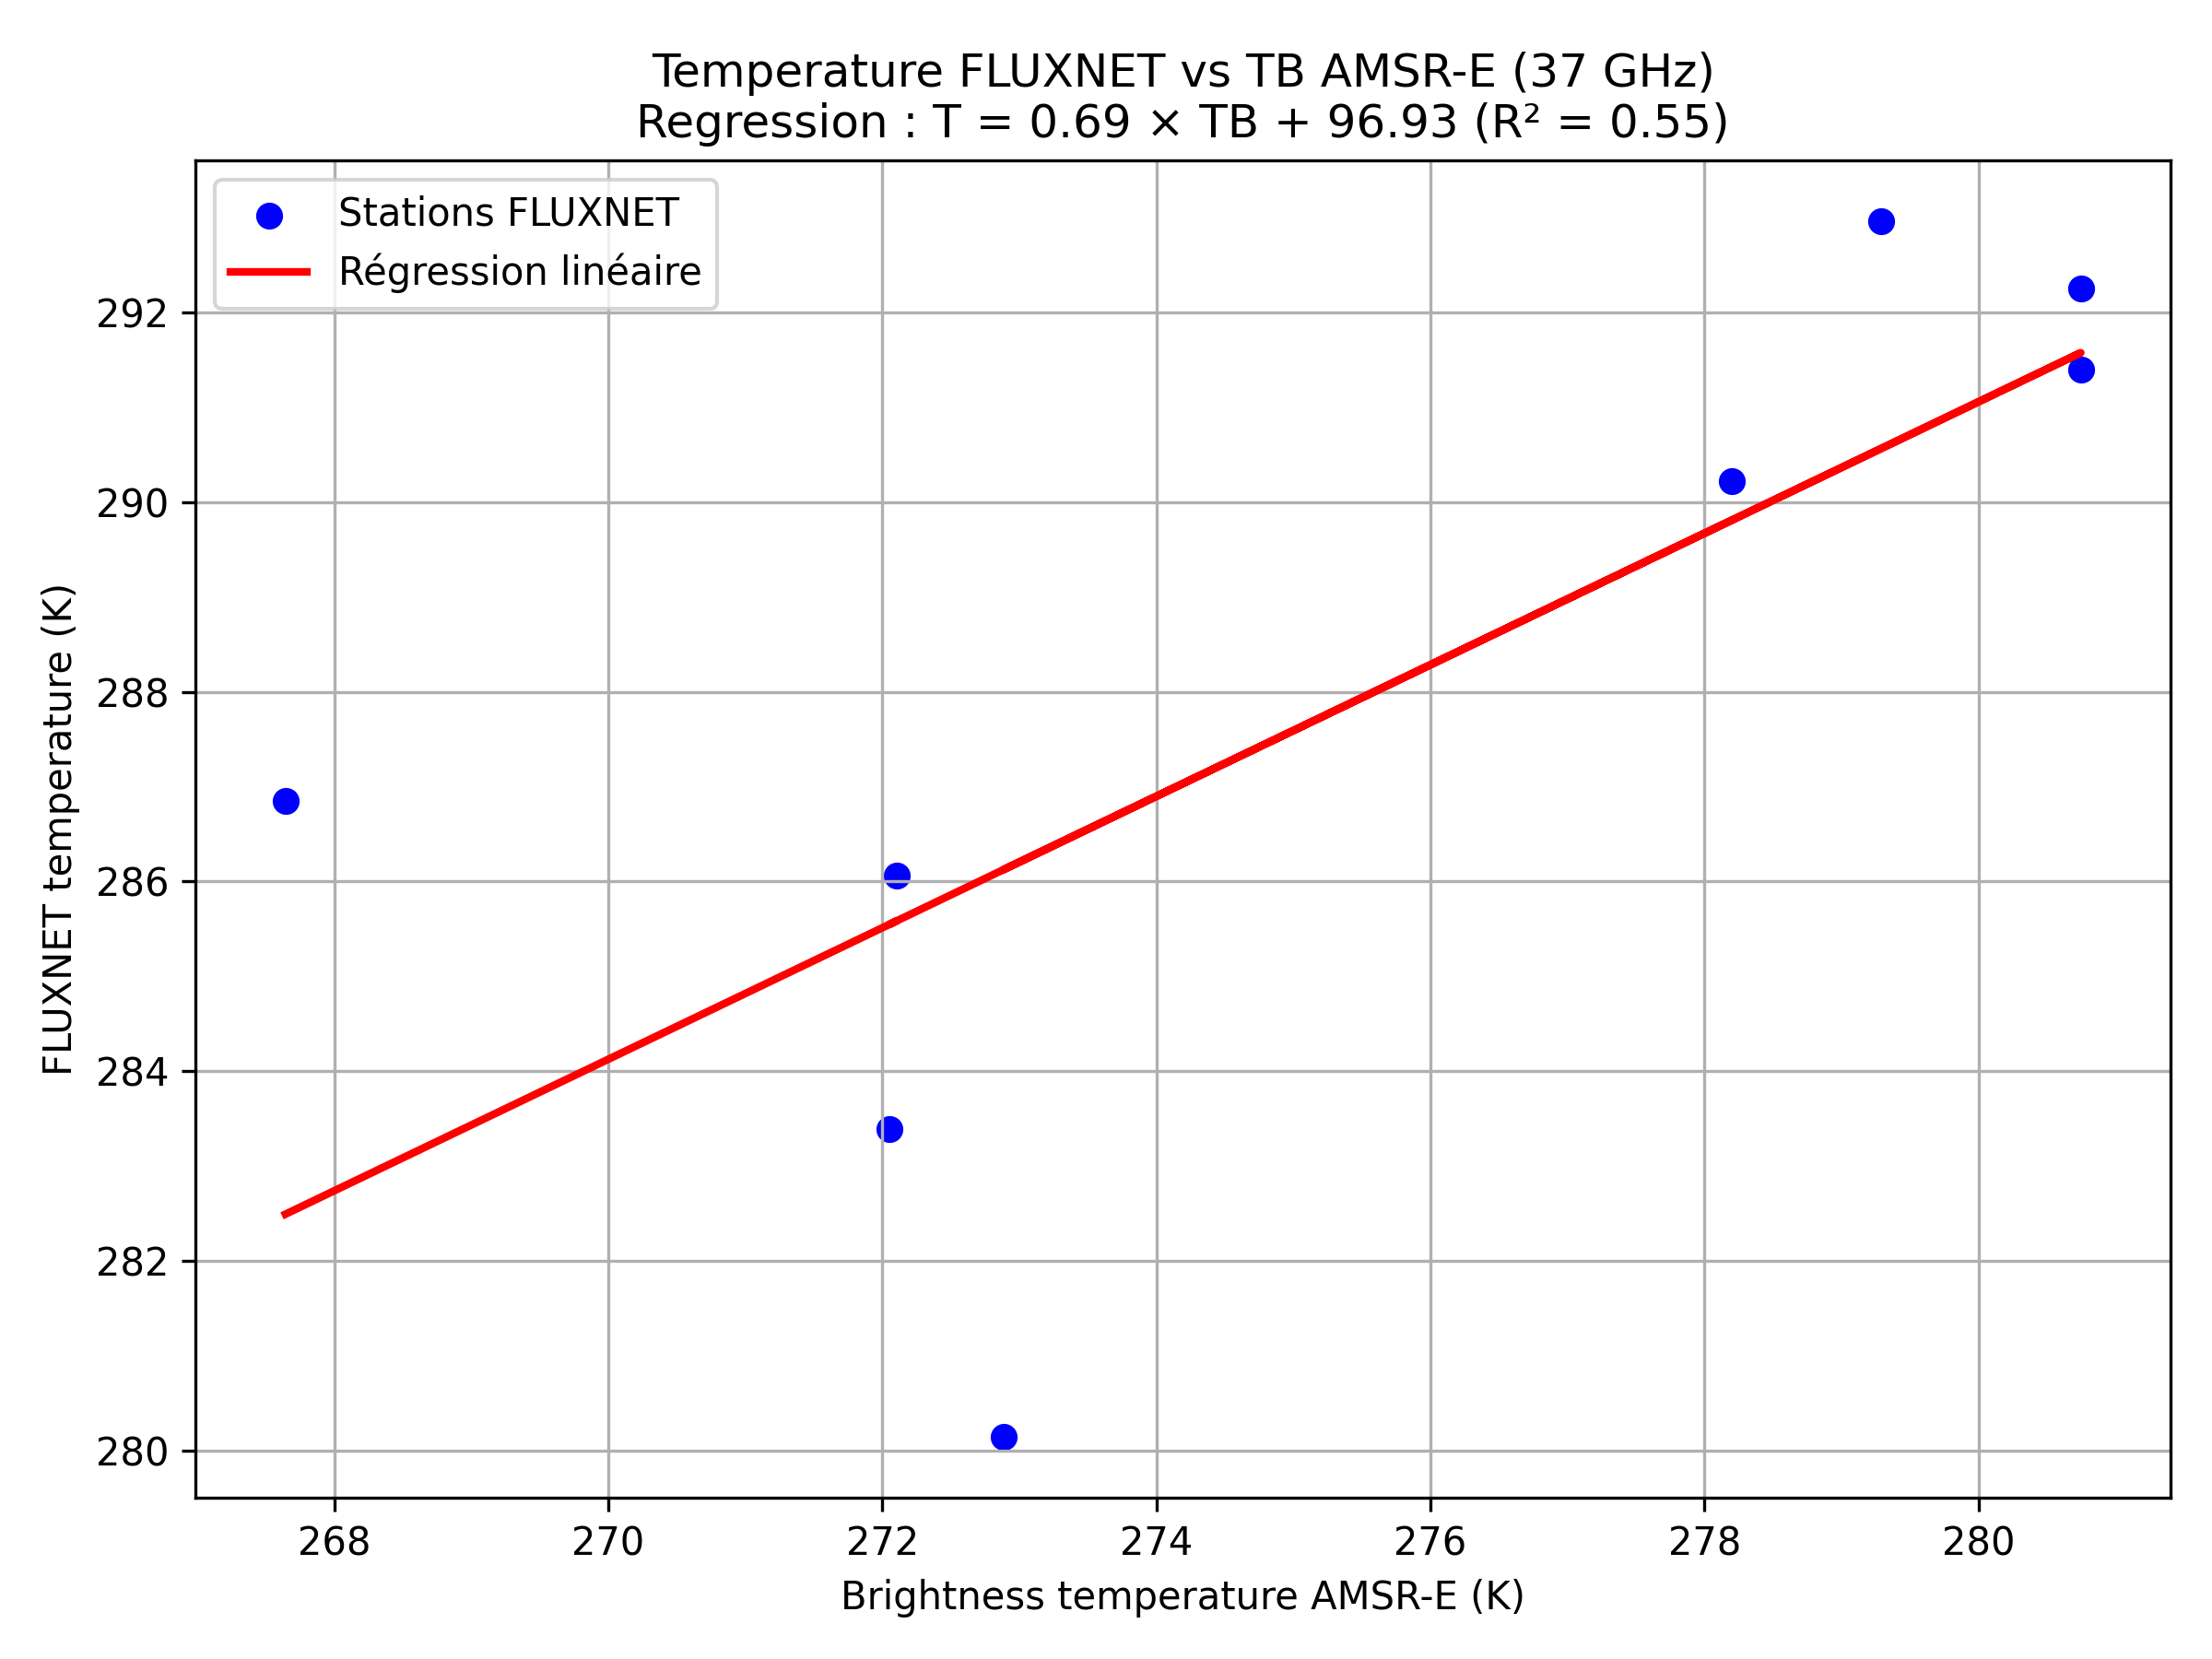 Temperature FLUXNET vs TB AMSR-E (37 GHz)
Regression : T = 0.69 × TB + 96.93 (R² = 0.55)
Stations FLUXNET
Régression linéaire
FLUXNET temperature (K)
292
290
288
286
284
282
280
268 270 272 274 276 278 280
Brightness temperature AMSR-E (K)